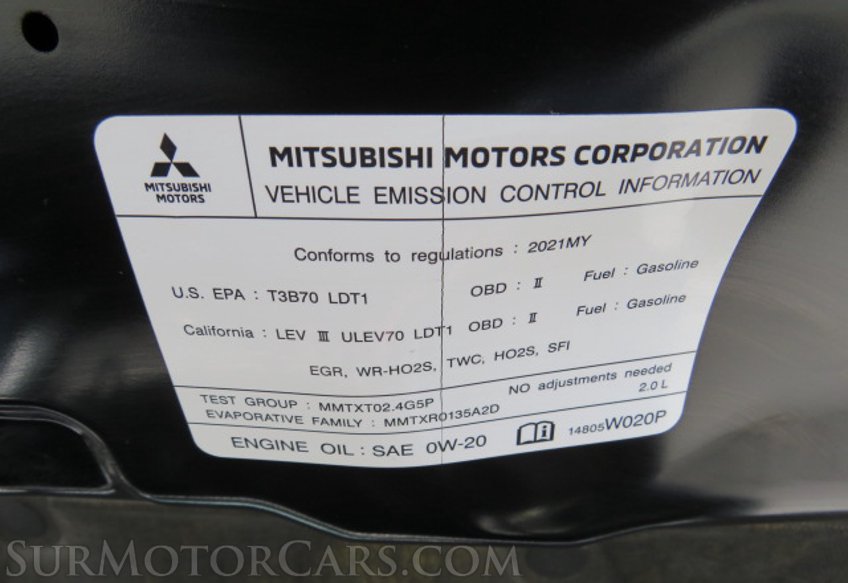 MITSUBISHI
MOTORS
MITSUBISHI MOTORS CORPORATION
VEHICLE EMISSION CONTROL INFORMATION
Conforms to regulations : 2021MY
U.S. EPA : T3B70 LDT1 OBD : Ⅱ Fuel : Gasoline
California : LEV Ⅲ ULEV70 LDT1 OBD : Ⅱ Fuel : Gasoline
EGR, WR-HO2S, TWC, HO2S, SFI
TEST GROUP : MMTXT02.4G5P NO adjustments needed
EVAPORATIVE FAMILY : MMTXR0135A2D 2.0 L
ENGINE OIL : SAE 0W-20 14805W020P
SURMOTORCARS.COM